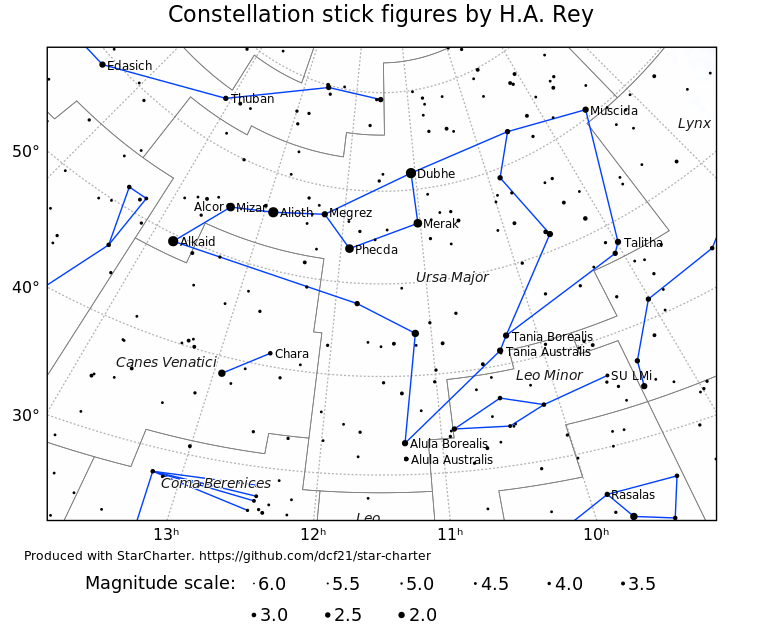 Constellation stick figures by H.A. Rey
Edasich
Thuban
Muscida
Lynx
50°
Dubhe
Alcor Mizar Alioth Megrez Merak
Alkaid
Phecda
Talitha
Ursa Major
40°
Tania Borealis
Tania Australis
Chara
Canes Venatici
Leo Minor
SU LMi
30°
Alula Borealis
Alula Australis
Coma Berenices
Rasalas
Leo
13ʰ 12ʰ 11ʰ 10ʰ
Produced with StarCharter. https://github.com/dcf21/star-charter
Magnitude scale: 6.0 5.5 5.0 4.5 4.0 3.5
3.0 2.5 2.0